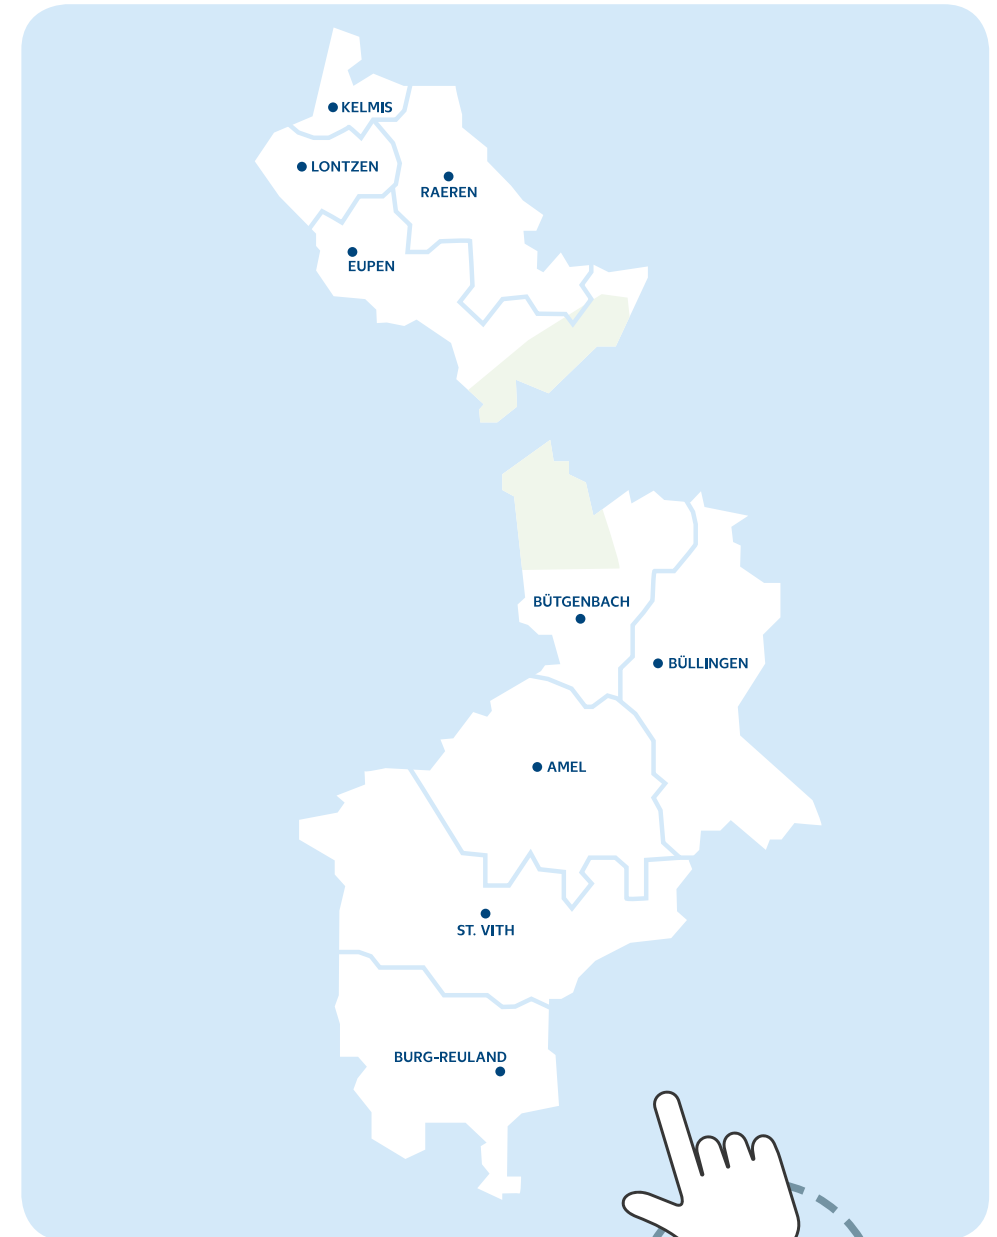 KELMIS
LONTZEN
RAEREN
EUPEN
BÜTGENBACH
BÜLLINGEN
AMEL
ST. VITH
BURG-REULAND